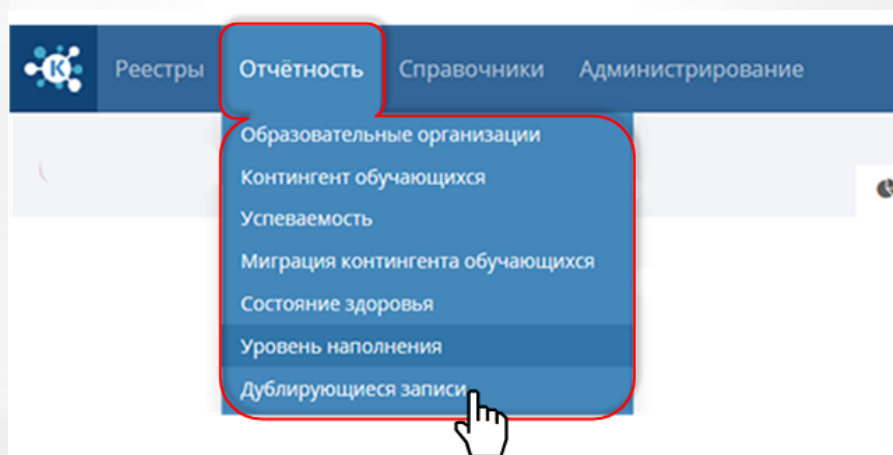 К Реестры Отчётность Справочники Администрирование
Образовательные организации
Контингент обучающихся
Успеваемость
Миграция контингента обучающихся
Состояние здоровья
Уровень наполнения
Дублирующиеся записи